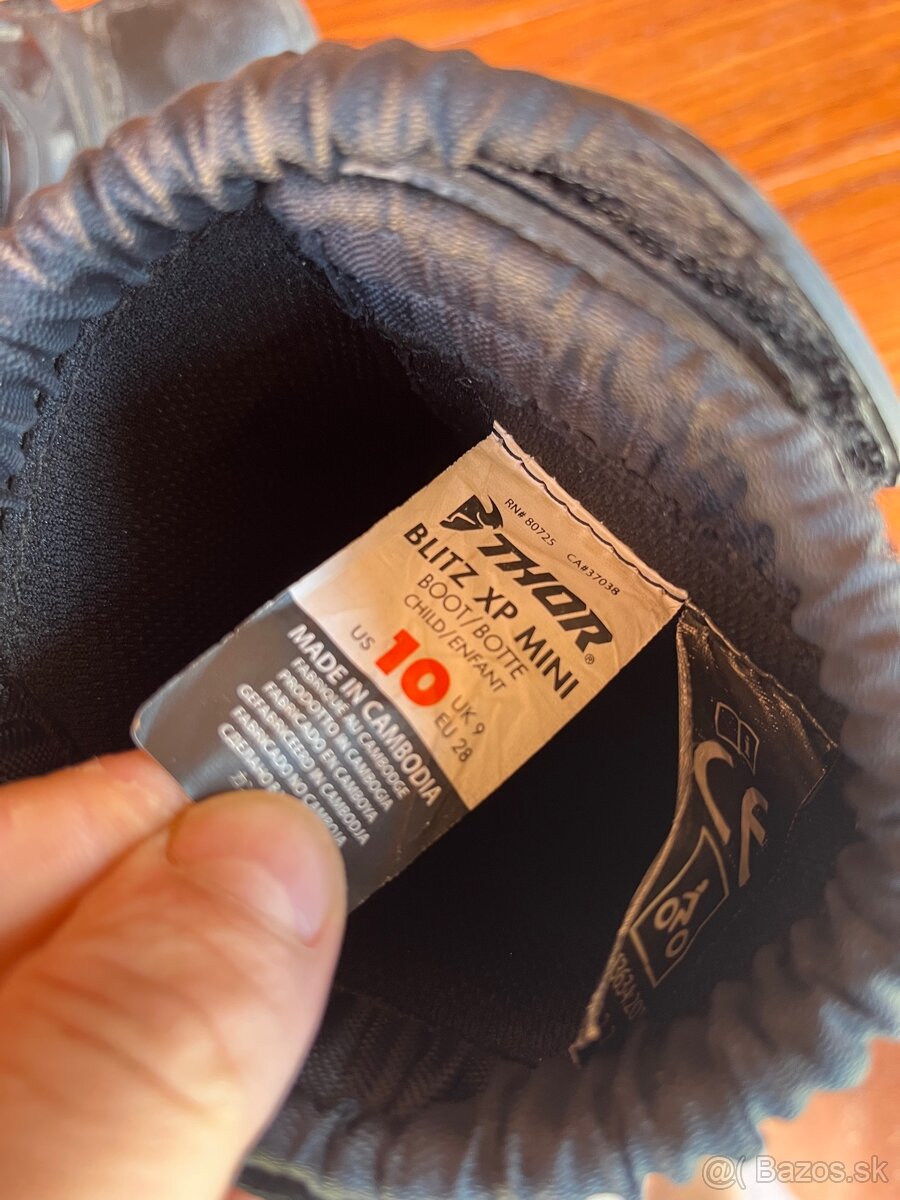 RN# 80725 CA#37038
THOR®
BLITZ XP MINI
BOOT/BOTTE
CHILD/ENFANT
US 10 UK 9
EU 28
MADE IN CAMBODIA
FABRIQUÉ AU CAMBODGE
PRODOTTO IN CAMBOGIA
FABRICADO EN CAMBOYA
CE
@( Bazos.sk